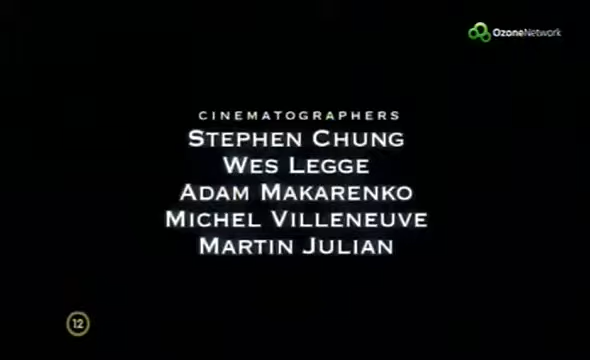 OzoneNetwork
CINEMATOGRAPHERS
STEPHEN CHUNG
WES LEGGE
ADAM MAKARENKO
MICHEL VILLENEUVE
MARTIN JULIAN
12